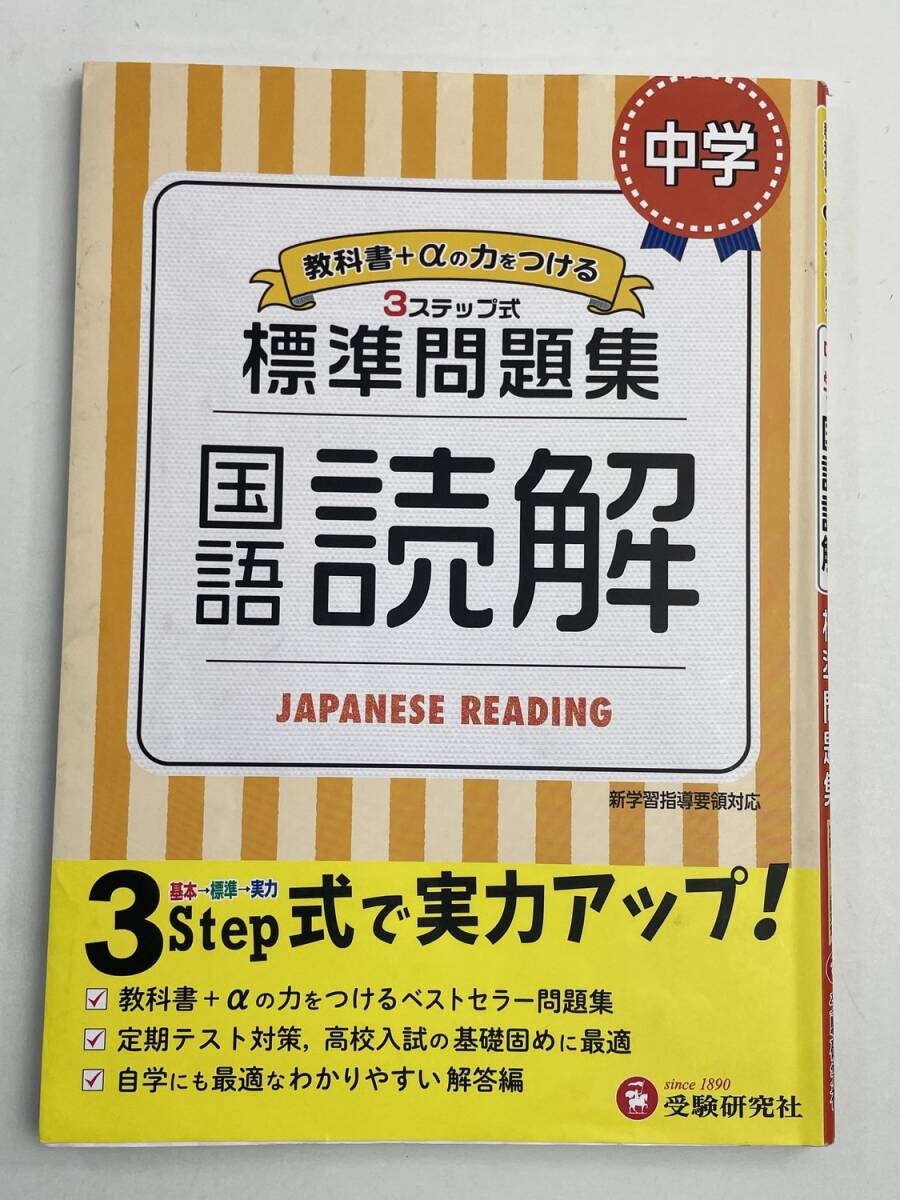 中学
教科書+αの力をつける
3ステップ式
標準問題集
国語 読解
JAPANESE READING
新学習指導要領対応
基本→標準→実力
3Step式で実力アップ!
教科書+αの力をつけるベストセラー問題集
定期テスト対策, 高校入試の基礎固めに最適
自学にも最適なわかりやすい解答編
since 1890
受験研究社